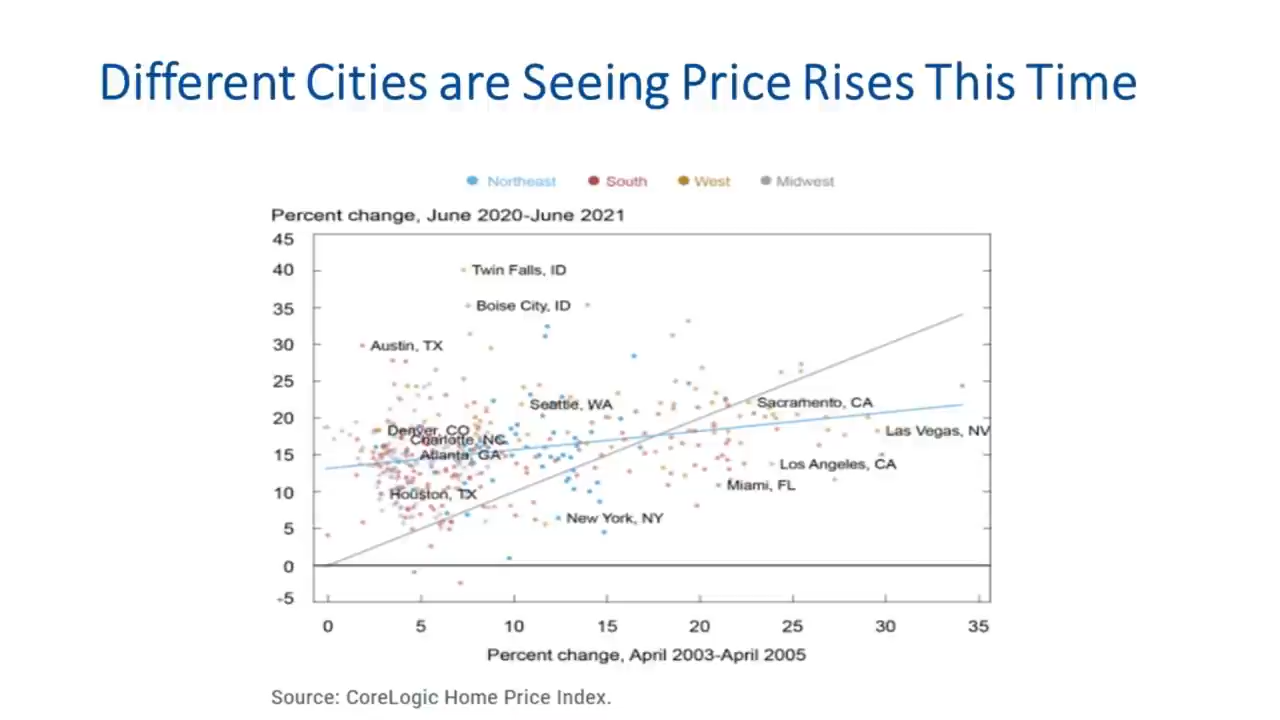 Different Cities are Seeing Price Rises This Time
Northeast South West Midwest
Percent change, June 2020-June 2021
45
40
Twin Falls, ID
35
Boise City, ID
30
Austin, TX
25
Seattle, WA
Sacramento, CA
20
Denver, CO
Las Vegas, NV
Charlotte, NC
15
Atlanta, GA
Los Angeles, CA
Miami, FL
10
Houston, TX
New York, NY
5
0
-5
0 5 10 15 20 25 30 35
Percent change, April 2003-April 2005
Source: CoreLogic Home Price Index.